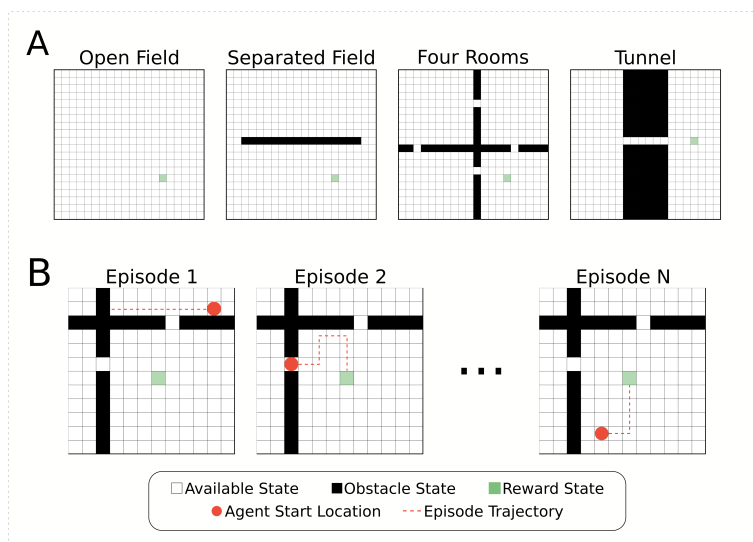 A
Open Field
Separated Field
Four Rooms
Tunnel
B
Episode 1
Episode 2
Episode N
...
Available State
Obstacle State
Reward State
Agent Start Location
Episode Trajectory